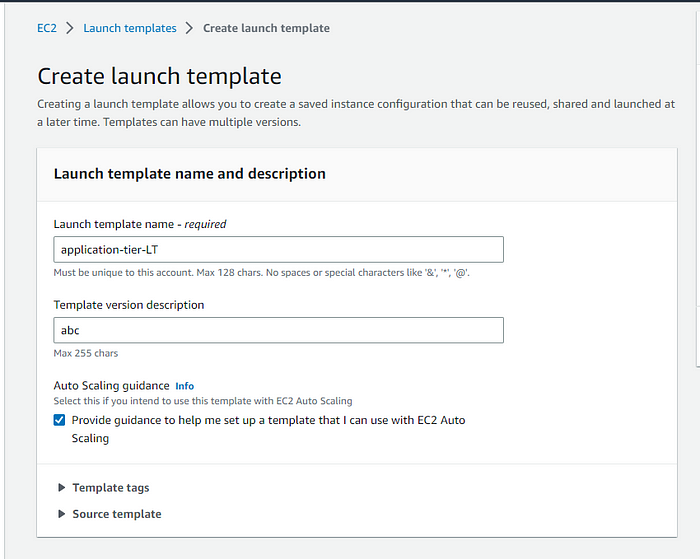 EC2 > Launch templates > Create launch template
Create launch template
Creating a launch template allows you to create a saved instance configuration that can be reused, shared and launched at
a later time. Templates can have multiple versions.
Launch template name and description
Launch template name - required
application-tier-LT
Must be unique to this account. Max 128 chars. No spaces or special characters like '&', '*', '@'.
Template version description
abc
Max 255 chars
Auto Scaling guidance Info
Select this if you intend to use this template with EC2 Auto Scaling
Provide guidance to help me set up a template that I can use with EC2 Auto
Scaling
Template tags
Source template